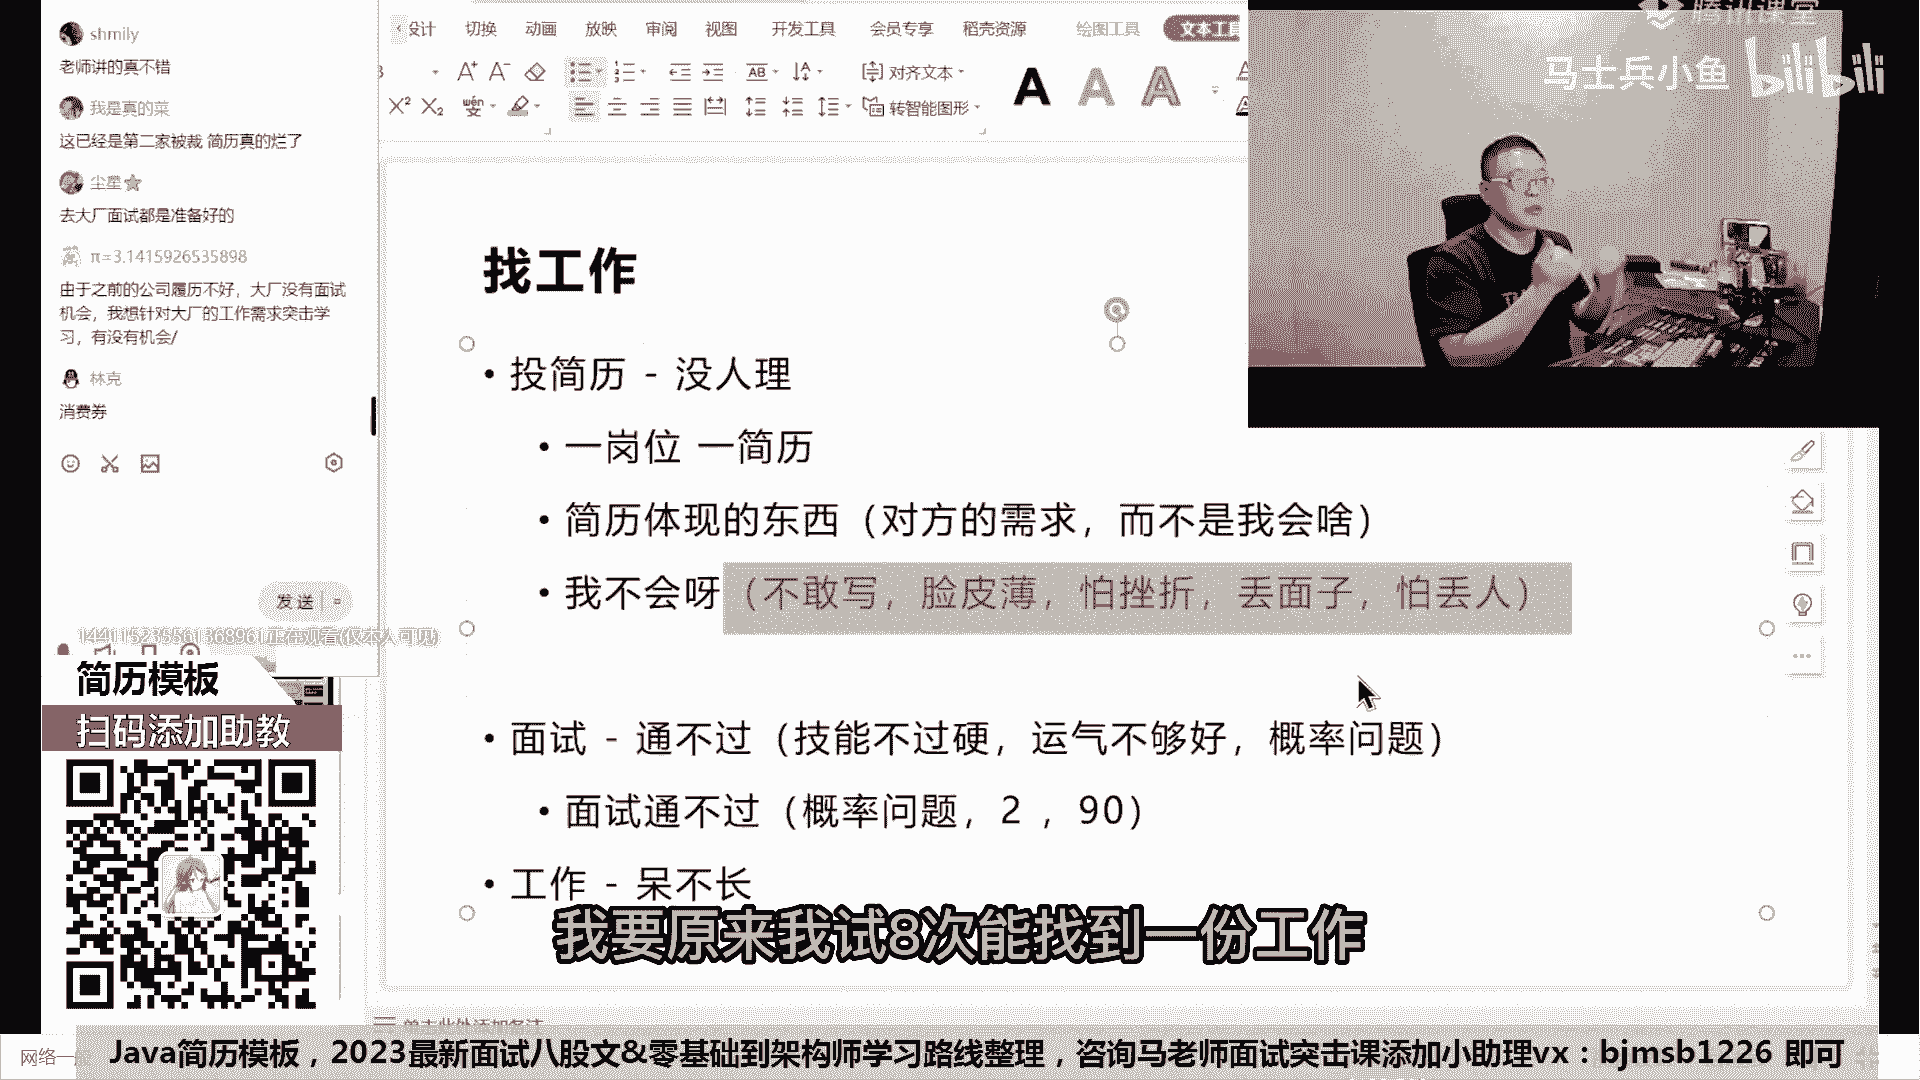 shmily
老师讲的真不错
我是真的菜
这已经是第二家被裁 简历真的烂了
尘星
去大厂面试都是准备好的
π=3.1415926535898
由于之前的公司履历不好，大厂没有面试
机会，我想针对大厂的工作需求突击学
习，有没有机会/
林克
消费券
发送
144115235561368961正在观看(仅本人可见)
简历模板
扫码添加助教
设计 切换 动画 放映 审阅 视图 开发工具 会员专享 稻壳资源 绘图工具 文本工具
对齐文本
转智能图形
腾讯课堂
马士兵小鱼 bilibili
找工作
• 投简历 - 没人理
• 一岗位 一简历
• 简历体现的东西（对方的需求，而不是我会啥）
• 我不会呀（不敢写，脸皮薄，怕挫折，丢面子，怕丢人）
• 面试 - 通不过（技能不过硬，运气不够好，概率问题）
• 面试通不过（概率问题，2 ，90）
• 工作 - 呆不长
我要原来我试8次能找到一份工作
单击此处添加备注
网络一
Java简历模板，2023最新面试八股文&零基础到架构师学习路线整理，咨询马老师面试突击课添加小助理vx：bjmsb1226 即可